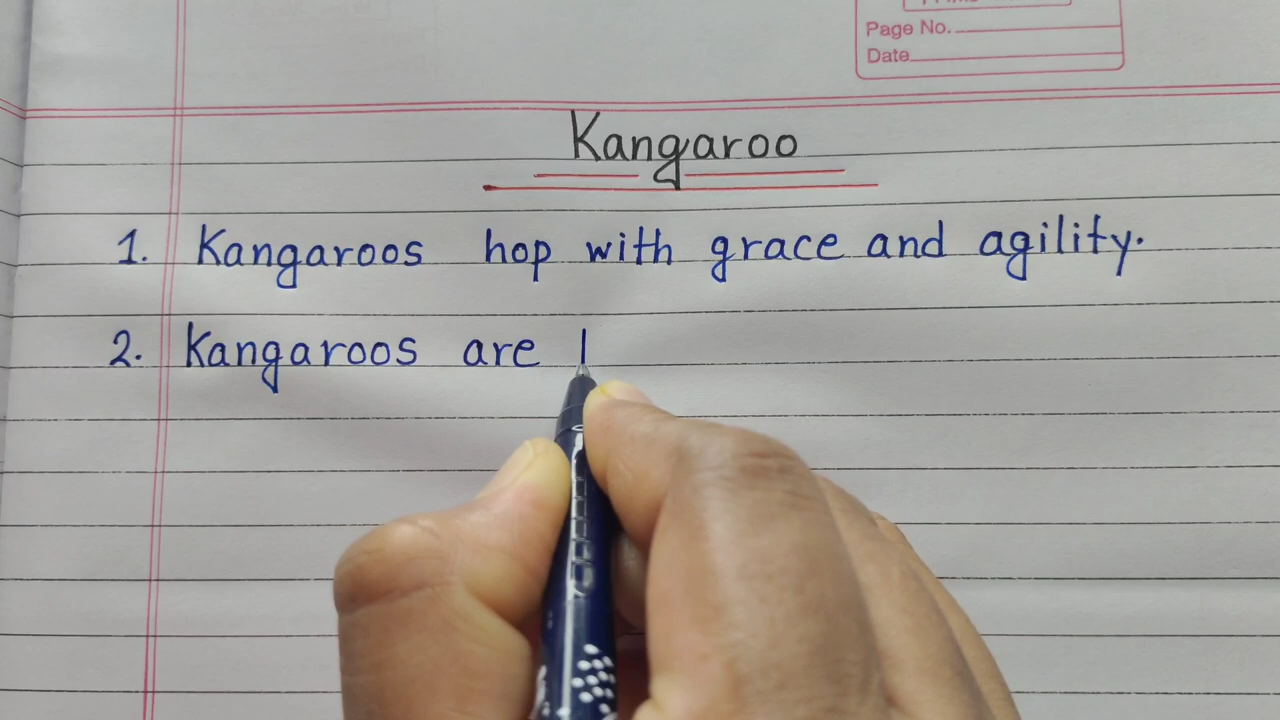 Page No.
Date
Kangaroo
1. Kangaroos hop with grace and agility.
2. Kangaroos are